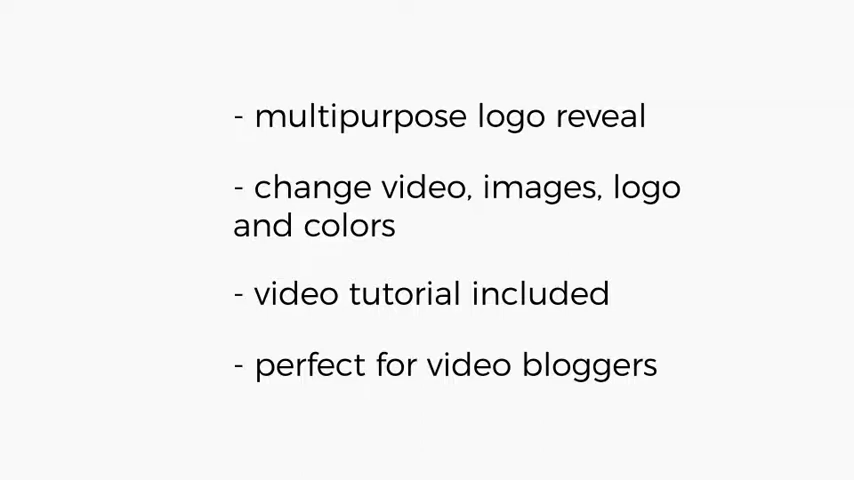 - multipurpose logo reveal
- change video, images, logo
and colors
- video tutorial included
- perfect for video bloggers